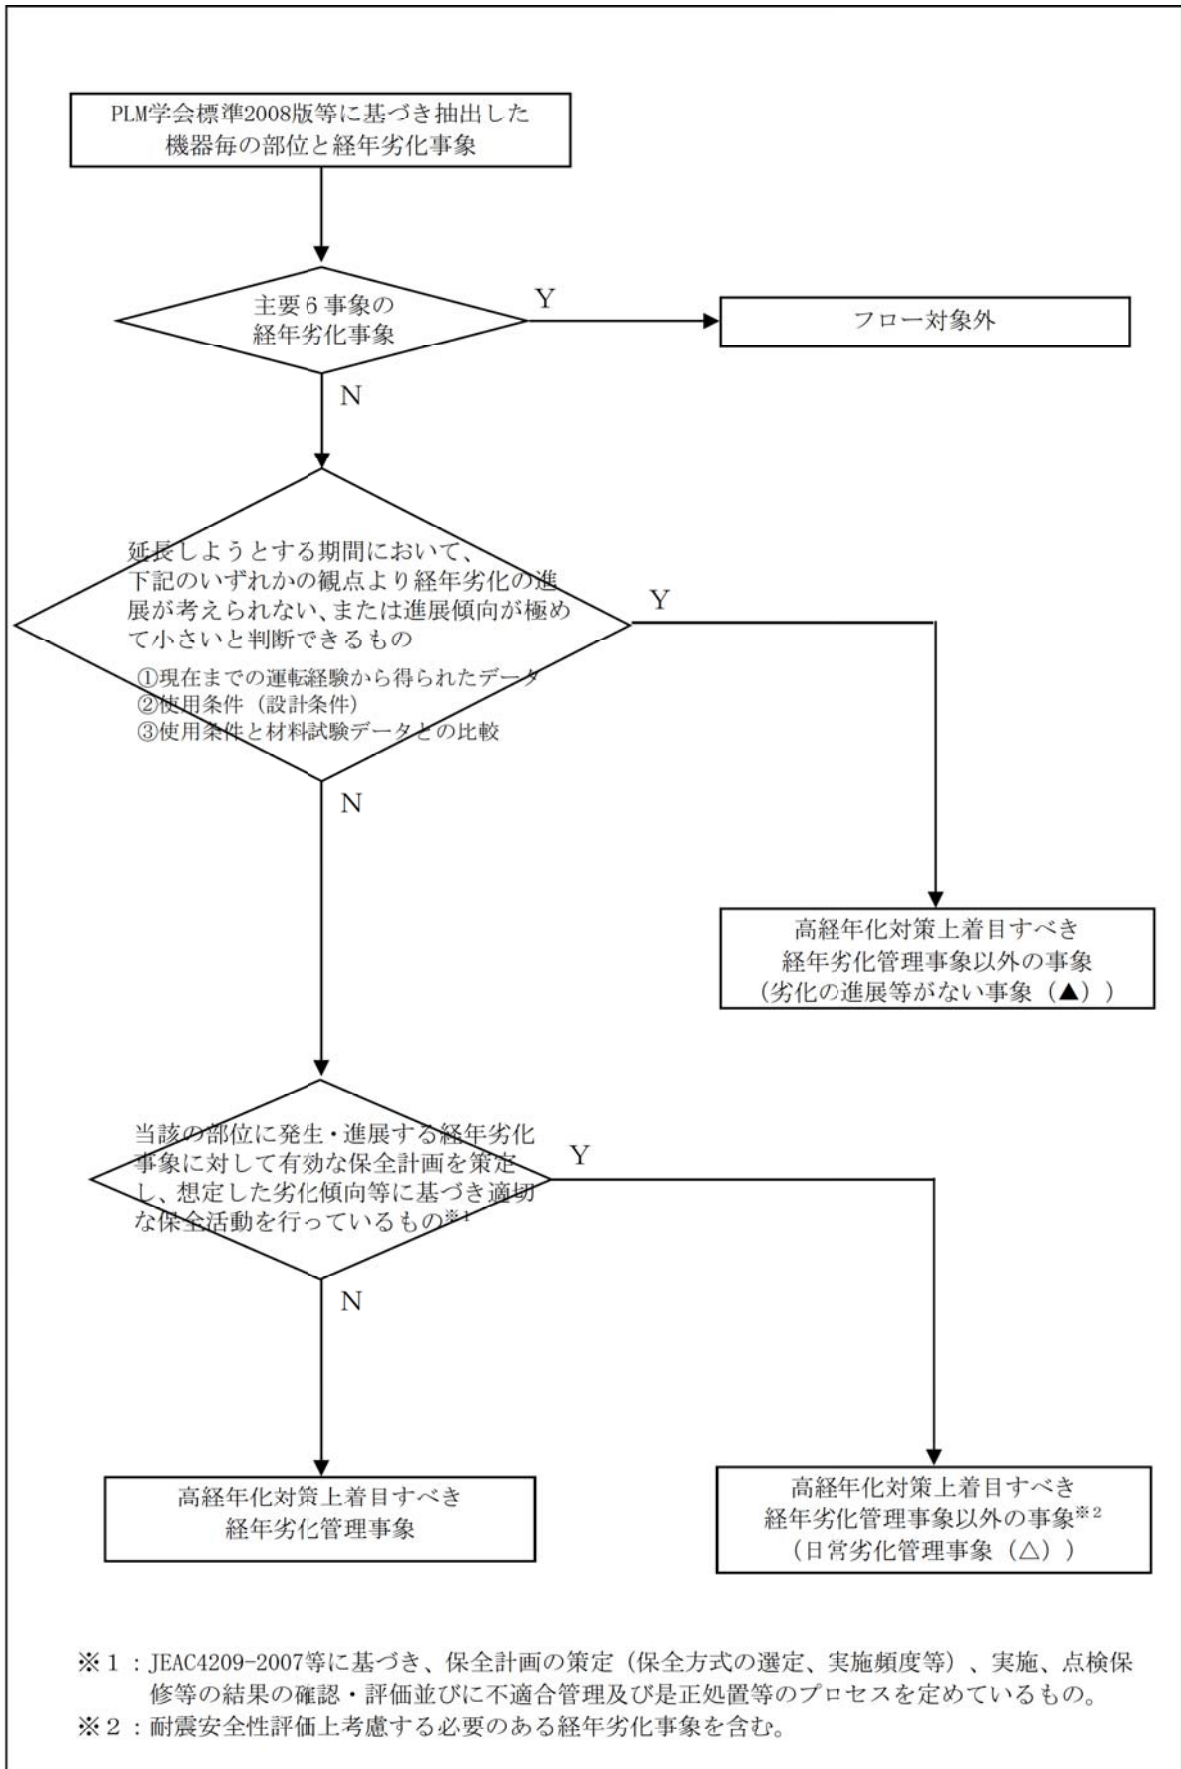 PLM学会標準2008版等に基づき抽出した
機器毎の部位と経年劣化事象
主要6事象の
経年劣化事象
Y
フロー対象外
N
延長しようとする期間において、
下記のいずれかの観点より経年劣化の進
展が考えられない、または進展傾向が極め
て小さいと判断できるもの
①現在までの運転経験から得られたデータ
②使用条件（設計条件）
③使用条件と材料試験データとの比較
Y
N
高経年化対策上着目すべき
経年劣化管理事象以外の事象
（劣化の進展等がない事象（▲））
当該の部位に発生・進展する経年劣化
事象に対して有効な保全計画を策定
し、想定した劣化傾向等に基づき適切
な保全活動を行っているもの※1
Y
N
高経年化対策上着目すべき
経年劣化管理事象
高経年化対策上着目すべき
経年劣化管理事象以外の事象※2
（日常劣化管理事象（△））
※1：JEAC4209-2007等に基づき、保全計画の策定（保全方式の選定、実施頻度等）、実施、点検保
修等の結果の確認・評価並びに不適合管理及び是正処置等のプロセスを定めているもの。
※2：耐震安全性評価上考慮する必要のある経年劣化事象を含む。